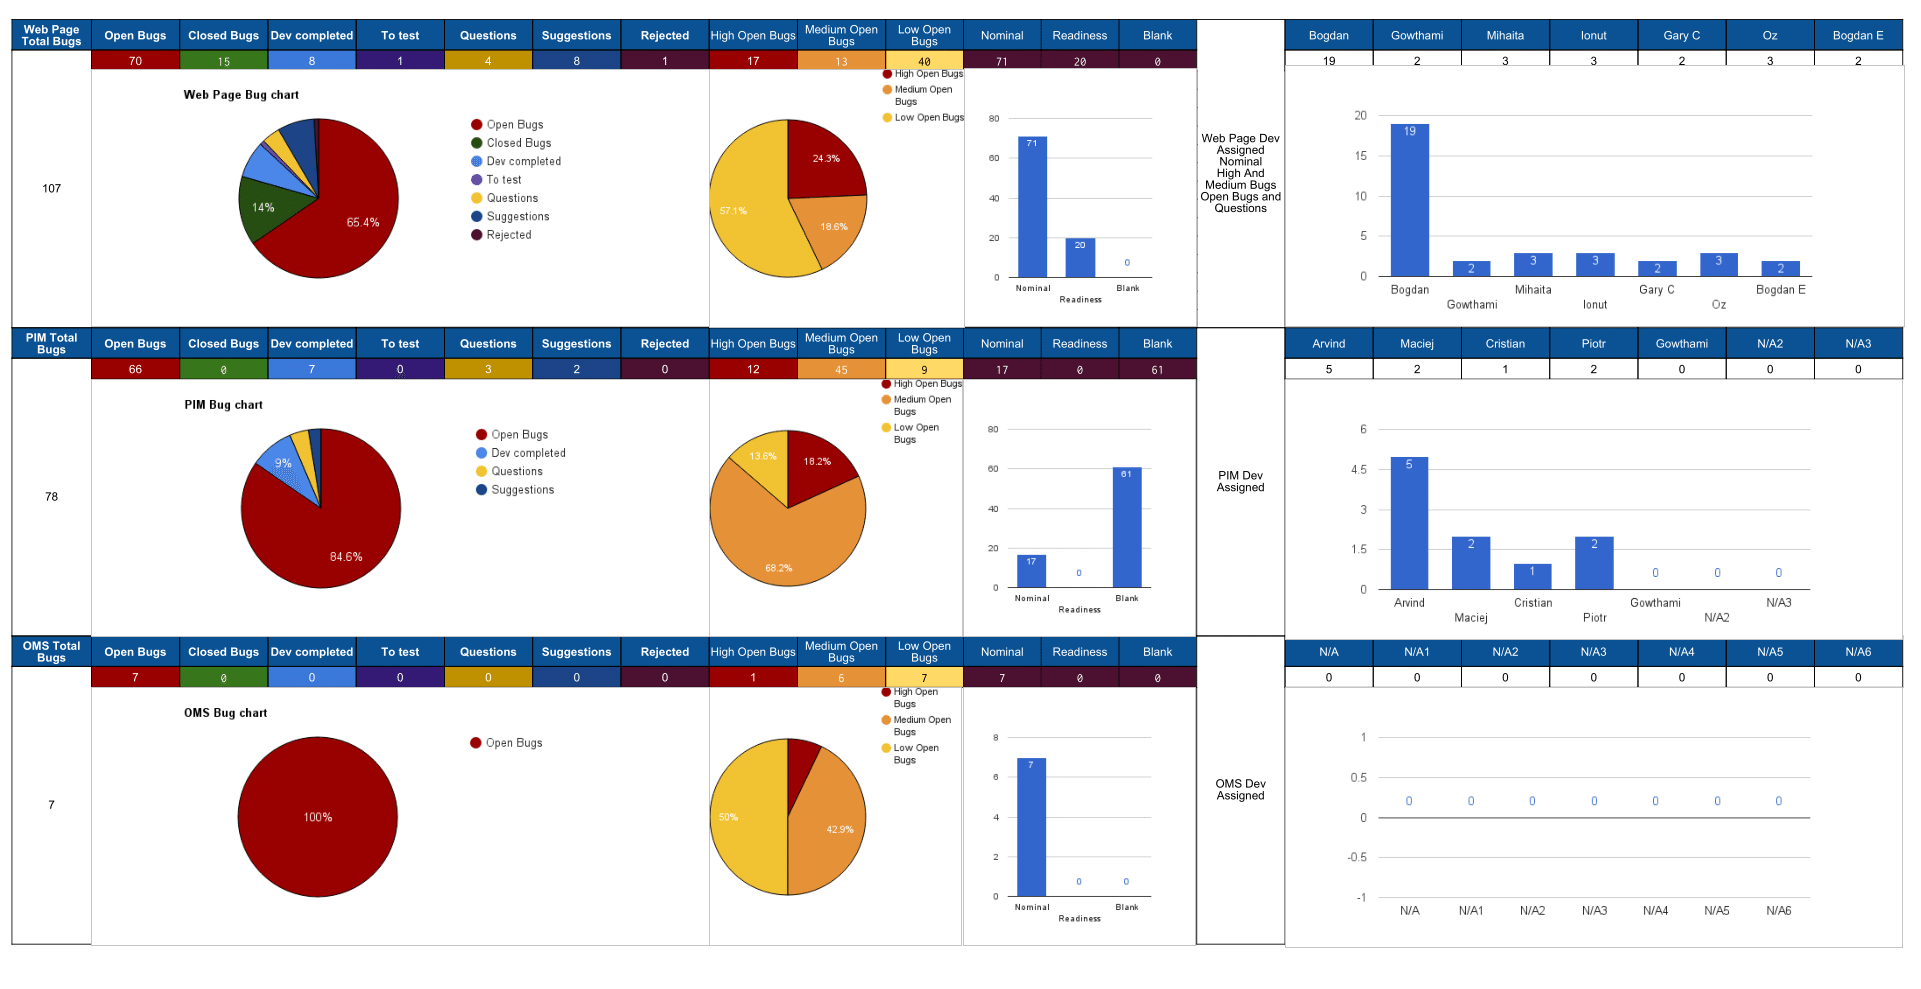 Web Page Total Bugs
Open Bugs
Closed Bugs
Dev completed
To test
Questions
Suggestions
Rejected
High Open Bugs
Medium Open Bugs
Low Open Bugs
Nominal
Readiness
Blank
Bogdan
Gowthami
Mihaita
Ionut
Gary C
Oz
Bogdan E
70
15
8
1
4
8
1
17
13
40
71
20
0
19
2
3
3
2
3
2
107
Web Page Bug chart
65.4%
14%
Open Bugs
Closed Bugs
Dev completed
To test
Questions
Suggestions
Rejected
High Open Bugs
Medium Open
Bugs
Low Open Bugs
24.3%
18.6%
57.1%
80
60
40
20
0
71
20
0
Nominal
Readiness
Blank
Web Page Dev
Assigned
Nominal
High And
Medium Bugs
Open Bugs and
Questions
20
15
10
5
0
19
2
3
3
2
3
2
Bogdan
Gowthami
Mihaita
Ionut
Gary C
Oz
Bogdan E
PIM Total Bugs
Open Bugs
Closed Bugs
Dev completed
To test
Questions
Suggestions
Rejected
High Open Bugs
Medium Open Bugs
Low Open Bugs
Nominal
Readiness
Blank
Arvind
Maciej
Cristian
Piotr
Gowthami
N/A2
N/A3
66
0
7
0
3
2
0
12
45
9
17
0
61
5
2
1
2
0
0
0
78
PIM Bug chart
9%
84.6%
Open Bugs
Dev completed
Questions
Suggestions
High Open Bugs
Medium Open
Bugs
Low Open
Bugs
13.6%
18.2%
68.2%
80
60
40
20
0
17
0
61
Nominal
Readiness
Blank
PIM Dev
Assigned
6
4.5
3
1.5
0
5
2
1
2
0
0
0
Arvind
Maciej
Cristian
Piotr
Gowthami
N/A2
N/A3
OMS Total Bugs
Open Bugs
Closed Bugs
Dev completed
To test
Questions
Suggestions
Rejected
High Open Bugs
Medium Open Bugs
Low Open Bugs
Nominal
Readiness
Blank
N/A
N/A1
N/A2
N/A3
N/A4
N/A5
N/A6
7
0
0
0
0
0
0
1
6
7
7
0
0
0
0
0
0
0
0
0
7
OMS Bug chart
100%
Open Bugs
High Open
Bugs
Medium Open
Bugs
Low Open
Bugs
50%
42.9%
8
6
4
2
0
7
0
0
Nominal
Readiness
Blank
OMS Dev
Assigned
1
0.5
0
-0.5
-1
0
0
0
0
0
0
0
N/A
N/A1
N/A2
N/A3
N/A4
N/A5
N/A6